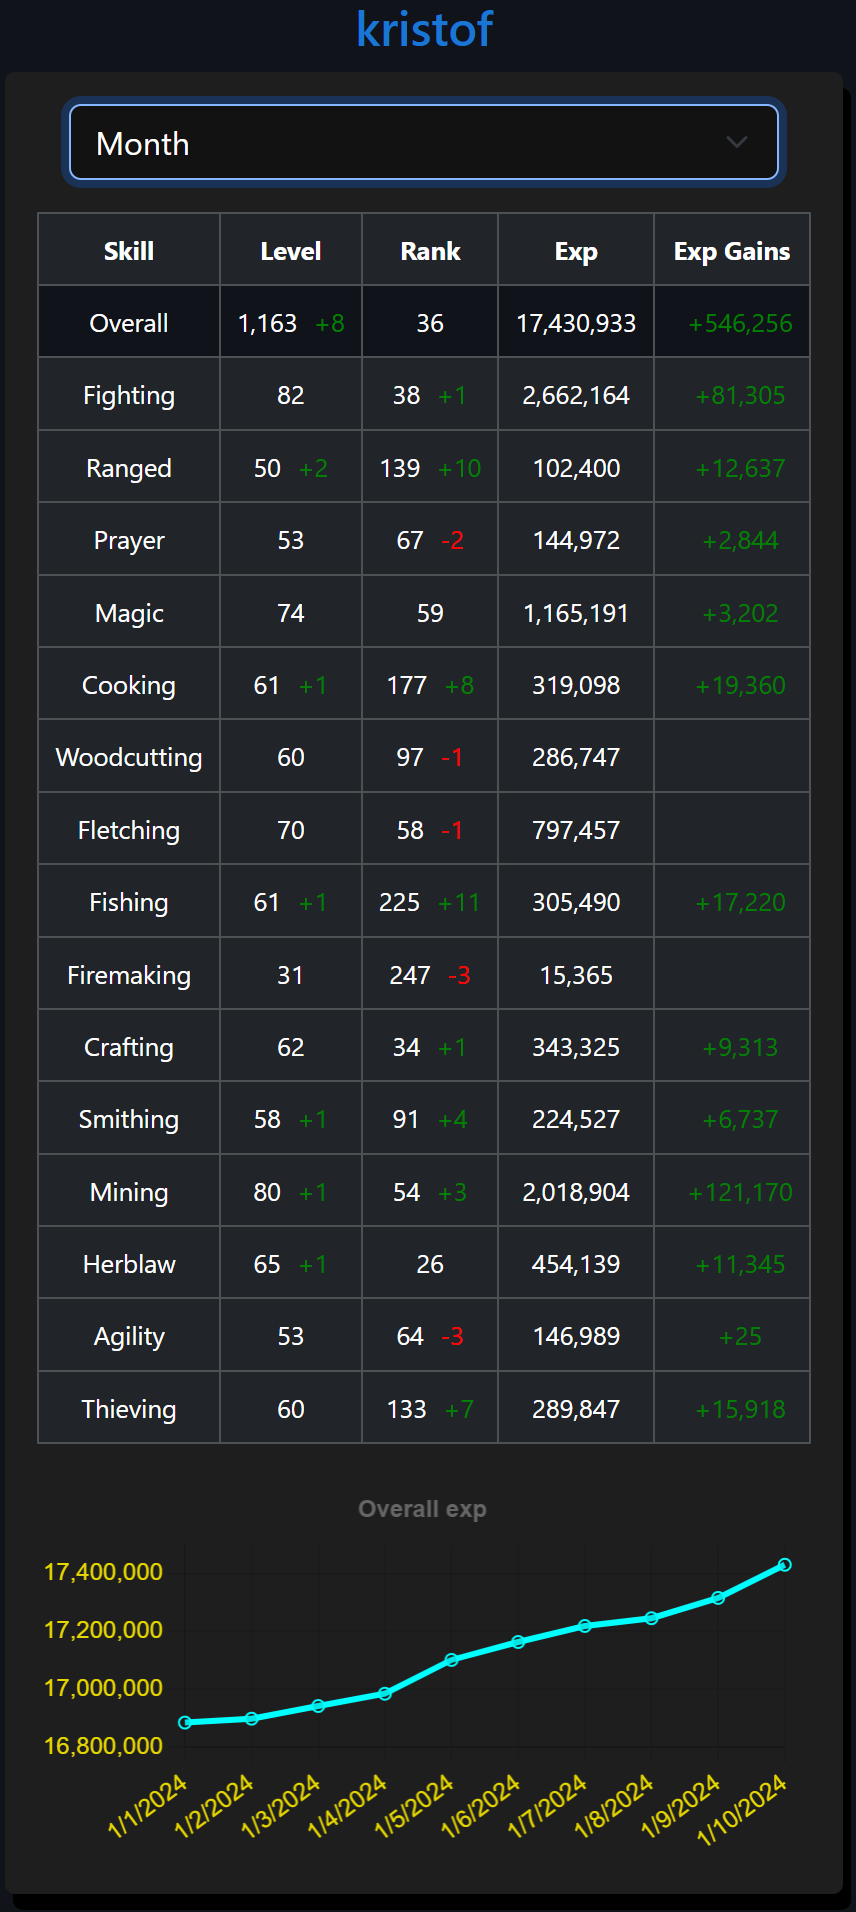 kristof
Month
Skill Level Rank Exp Exp Gains
Overall 1,163 +8 36 17,430,933 +546,256
Fighting 82 38 +1 2,662,164 +81,305
Ranged 50 +2 139 +10 102,400 +12,637
Prayer 53 67 -2 144,972 +2,844
Magic 74 59 1,165,191 +3,202
Cooking 61 +1 177 +8 319,098 +19,360
Woodcutting 60 97 -1 286,747
Fletching 70 58 -1 797,457
Fishing 61 +1 225 +11 305,490 +17,220
Firemaking 31 247 -3 15,365
Crafting 62 34 +1 343,325 +9,313
Smithing 58 +1 91 +4 224,527 +6,737
Mining 80 +1 54 +3 2,018,904 +121,170
Herblaw 65 +1 26 454,139 +11,345
Agility 53 64 -3 146,989 +25
Thieving 60 133 +7 289,847 +15,918
Overall exp
17,400,000
17,200,000
17,000,000
16,800,000
1/1/2024 1/2/2024 1/3/2024 1/4/2024 1/5/2024 1/6/2024 1/7/2024 1/8/2024 1/9/2024 1/10/2024